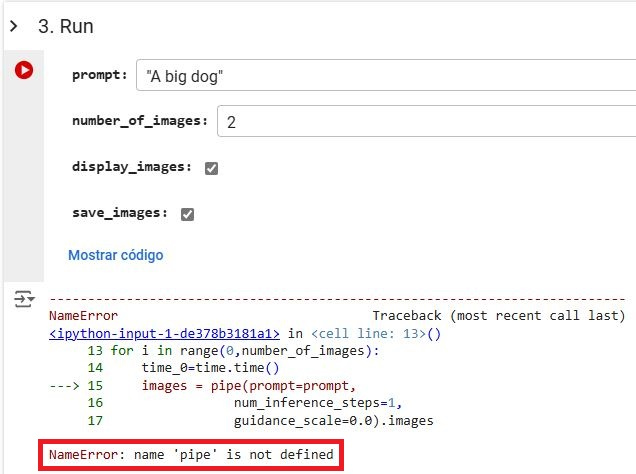 3. Run
prompt: "A big dog"
number_of_images: 2
display_images:
save_images:
Mostrar código
---------------------------------------------------------------------------
NameError                                 Traceback (most recent call last)
<ipython-input-1-de378b3181a1> in <cell line: 13>()
     13 for i in range(0,number_of_images):
     14     time_0=time.time()
---> 15     images = pipe(prompt=prompt,
     16                   num_inference_steps=1,
     17                   guidance_scale=0.0).images
NameError: name 'pipe' is not defined